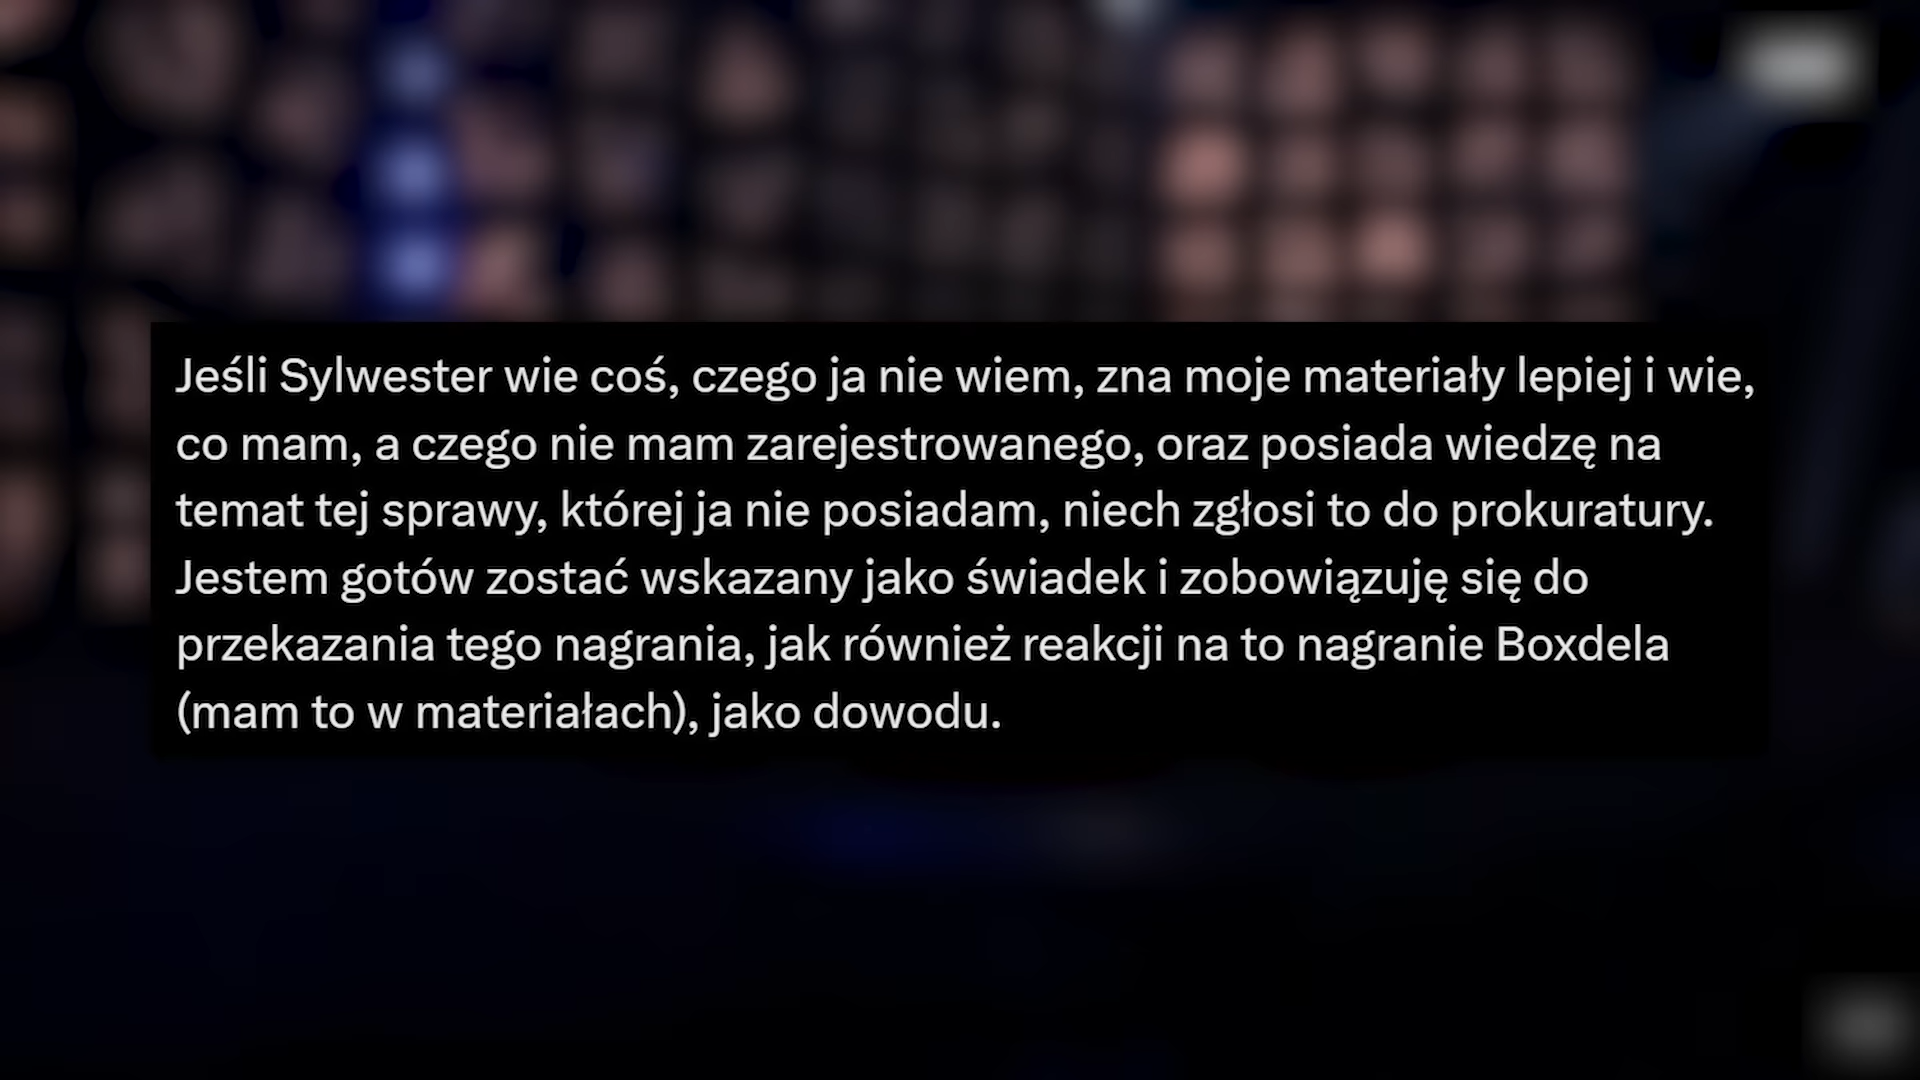 Jeśli Sylwester wie coś, czego ja nie wiem, zna moje materiały lepiej i wie,
co mam, a czego nie mam zarejestrowanego, oraz posiada wiedzę na
temat tej sprawy, której ja nie posiadam, niech zgłosi to do prokuratury.
Jestem gotów zostać wskazany jako świadek i zobowiązuję się do
przekazania tego nagrania, jak również reakcji na to nagranie Boxdela
(mam to w materiałach), jako dowodu.